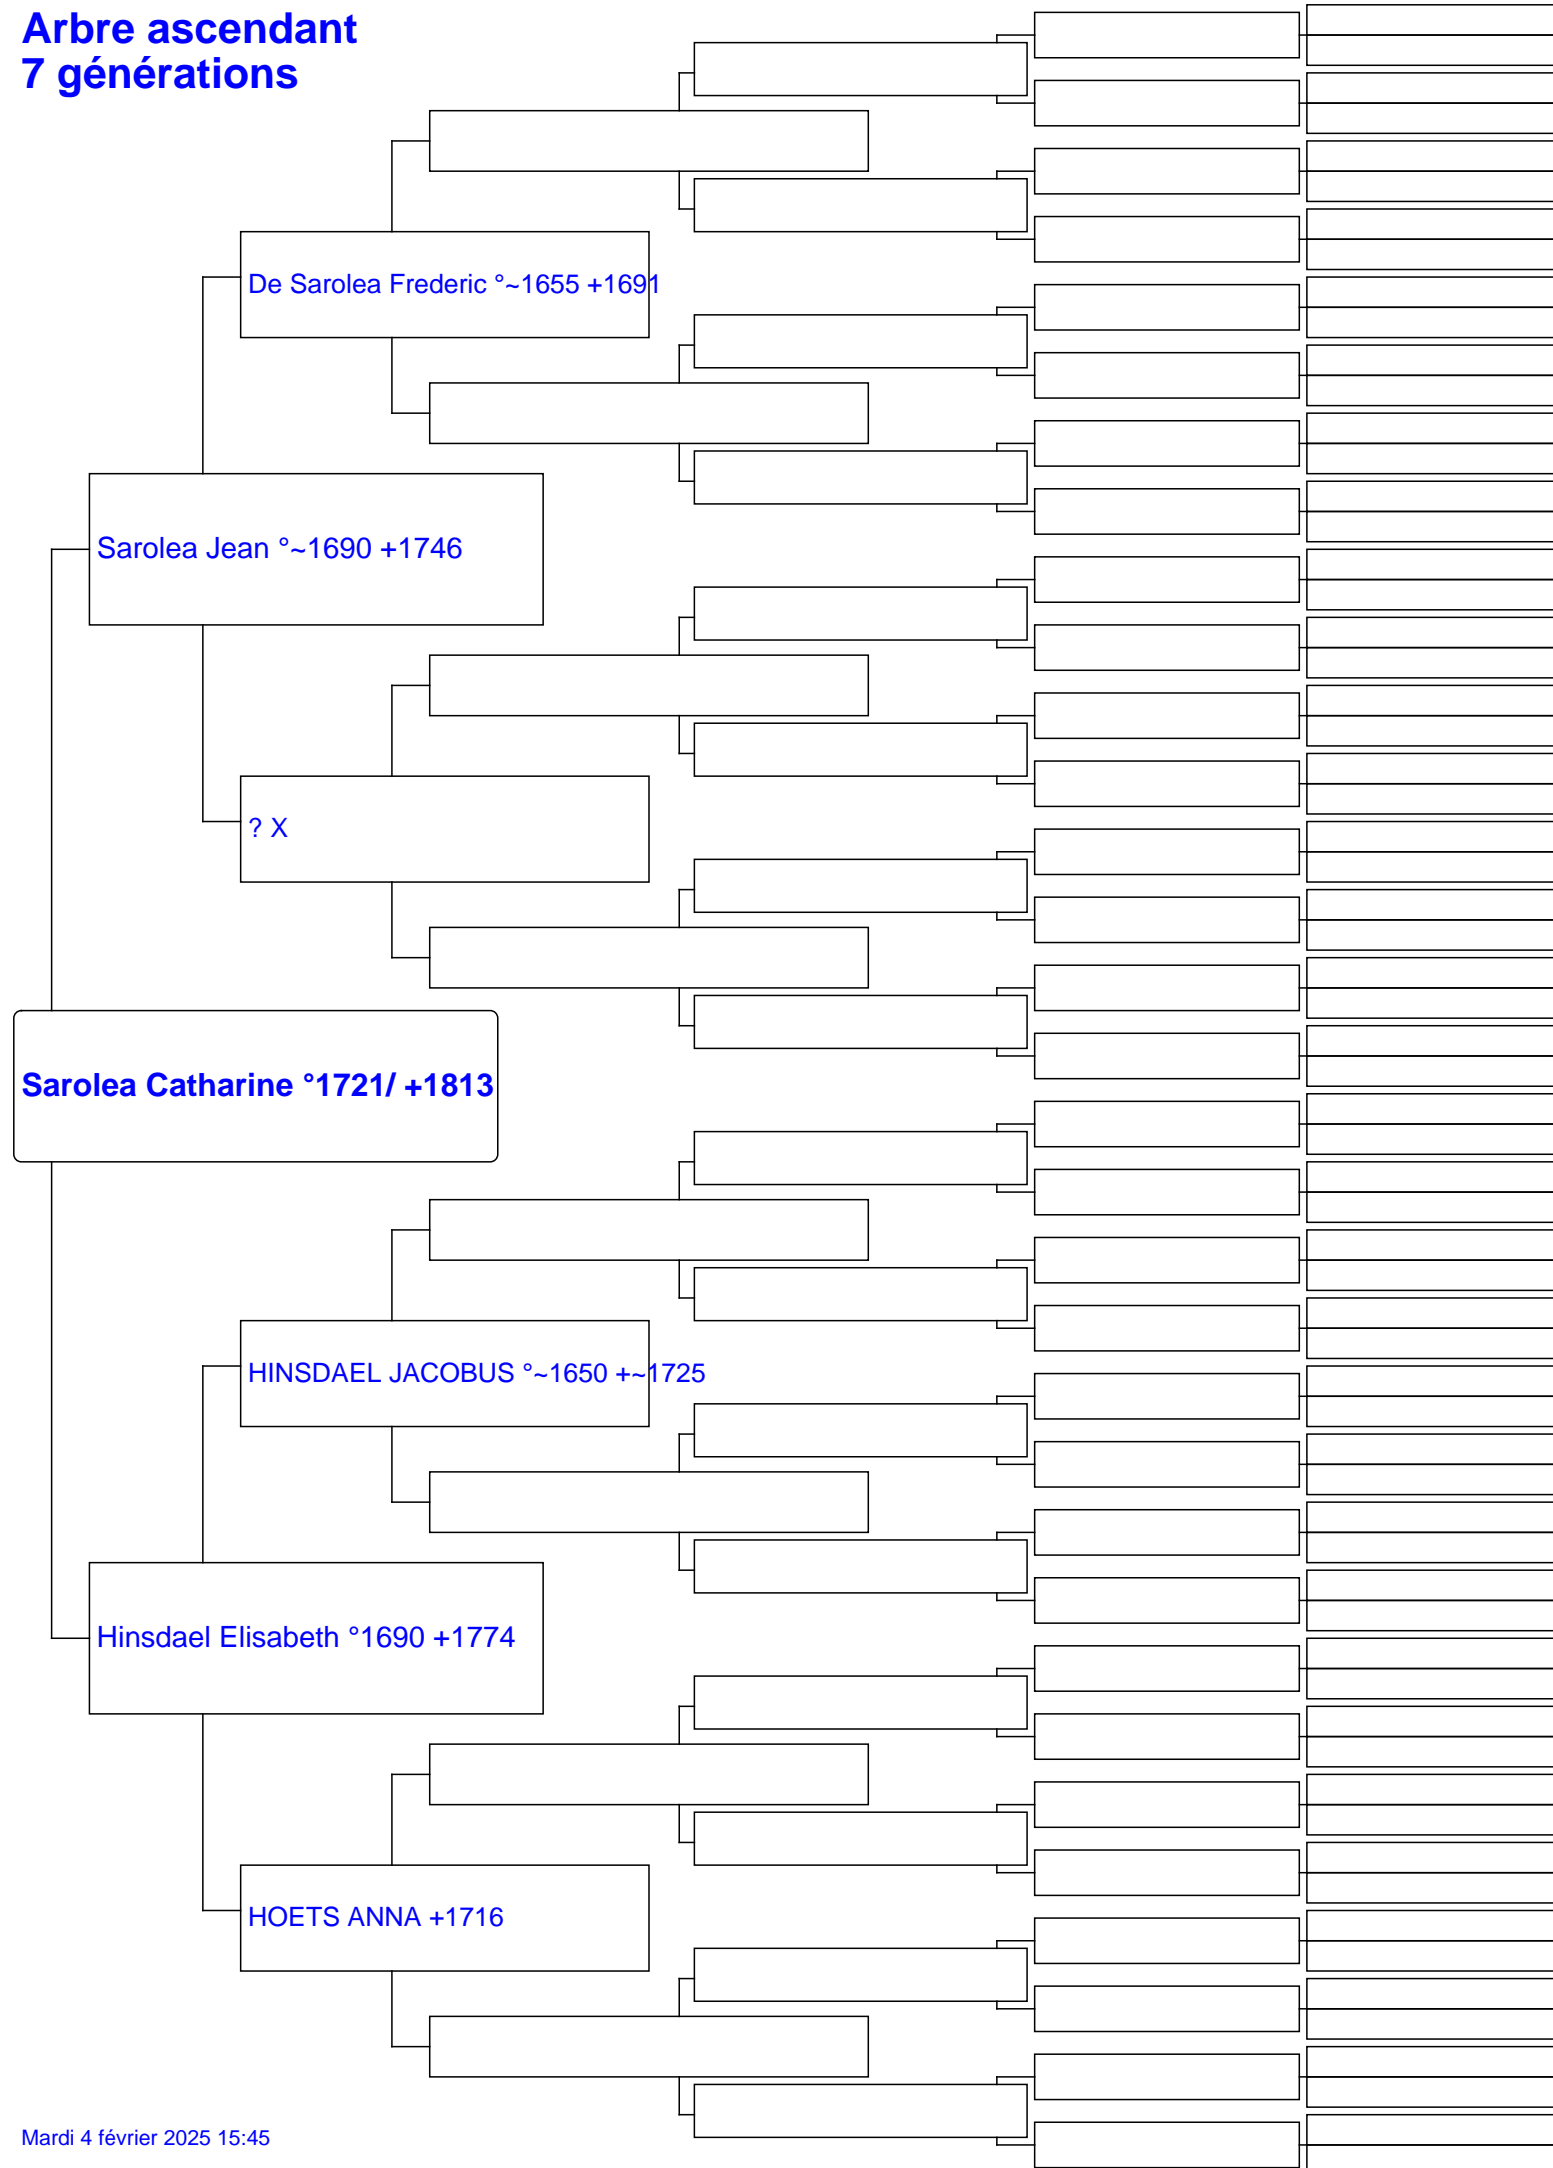 Arbre ascendant
7 générations
De Sarolea Frederic °~1655 +1691
Sarolea Jean °~1690 +1746
? X
Sarolea Catharine °1721/ +1813
HINSDAEL JACOBUS °~1650 +~1725
Hinsdael Elisabeth °1690 +1774
HOETS ANNA +1716
Mardi 4 février 2025 15:45